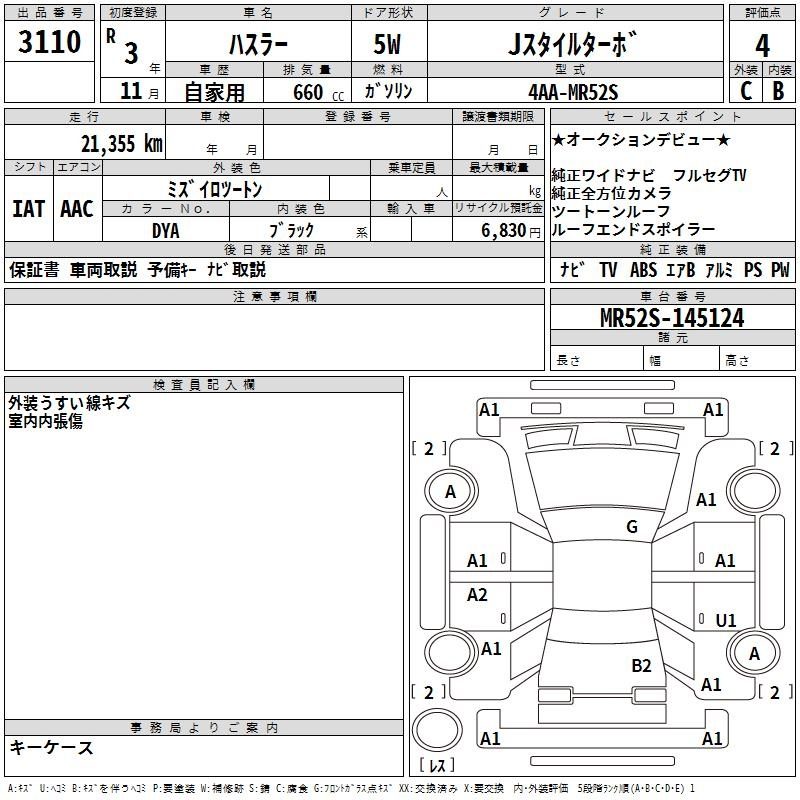 出品番号 初度登録 車名 ドア形状 グレード 評価点
3110 R 3 年 ハスラー 5W Jスタイルターボ 4
車歴 排気量 燃料 型式 外装 内装
11 月 自家用 660 CC ガソリン 4AA-MR52S C B
走行 車検 登録番号 譲渡書類期限
21,355 km 年 月 月 日
シフト エアコン 外装色 乗車定員 最大積載量
IAT AAC ミズイロツートン 人 kg
カラーNo. 内装色 輸入車 リサイクル預託金
DYA ブラック 系 6,830 円
後日発送部品
保証書 車両取説 予備キー ナビ取説
セールスポイント
★オークションデビュー★
純正ワイドナビ フルセグTV
純正全方位カメラ
ツートーンルーフ
ルーフエンドスポイラー
純正装備
ナビ TV ABS エアB アルミ PS PW
注意事項欄
車台番号
MR52S-145124
諸元
長さ 幅 高さ
検査員記入欄
外装うすい線キズ
室内内張傷
事務局よりご案内
キーケース
A1 A1
[ 2 ] [ 2 ]
A A1
G
A1 A1
A2 U1
A1 A
B2
A1
[ 2 ] [ 2 ]
A1 A1
[ レス ]
A:キズ U:ヘコミ B:キズを伴うヘコミ P:要塗装 W:補修跡 S:錆 C:腐食 G:フロントガラス点キズ XX:交換済み X:要交換 内・外装評価 5段階ランク順(A・B・C・D・E) 1